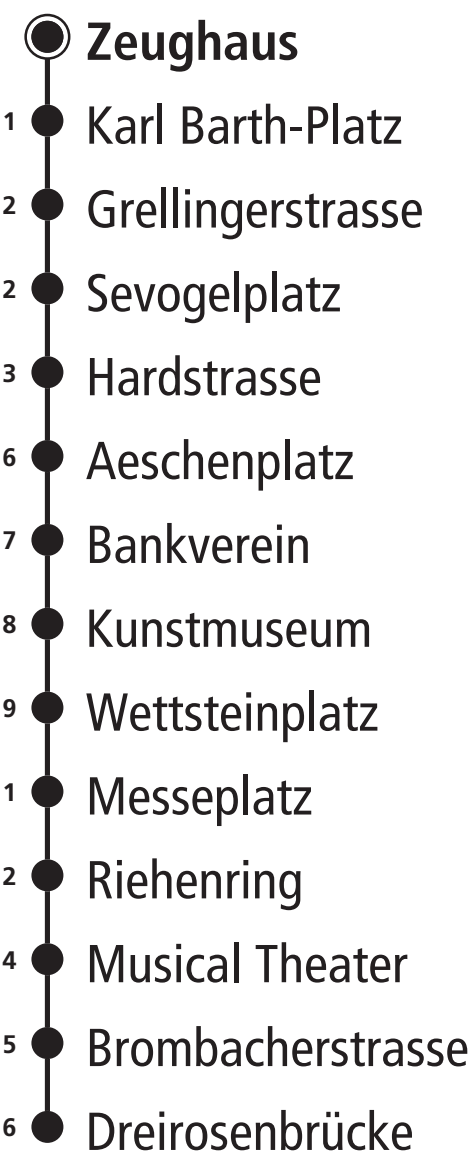 Zeughaus
1 Karl Barth-Platz
2 Grellingerstrasse
2 Sevogelplatz
3 Hardstrasse
6 Aeschenplatz
7 Bankverein
8 Kunstmuseum
9 Wettsteinplatz
1 Messeplatz
2 Riehenring
4 Musical Theater
5 Brombacherstrasse
6 Dreirosenbrücke